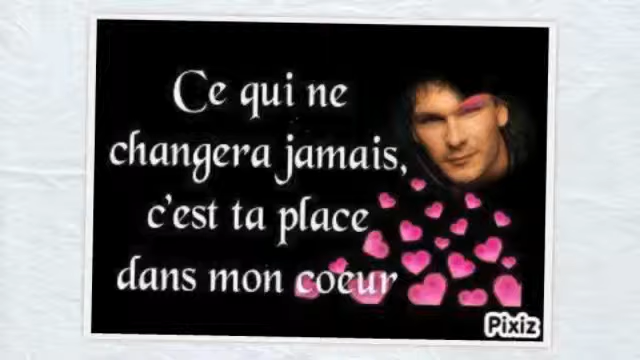 Ce qui ne
changera jamais,
c'est ta place
dans mon coeur
Pixiz